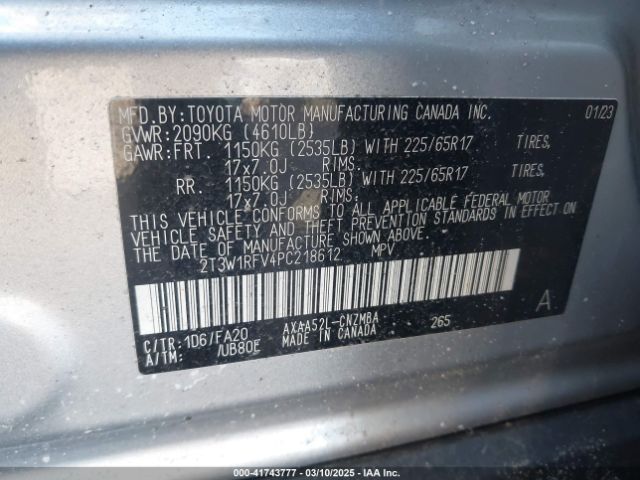 MFD.BY: TOYOTA MOTOR MANUFACTURING CANADA INC. 01/23
GVWR: 2090KG (4610LB)
GAWR: FRT. 1150KG (2535LB) WITH 225/65R17 TIRES,
17x7.0J RIMS.
RR. 1150KG (2535LB) WITH 225/65R17 TIRES,
17x7.0J RIMS.
THIS VEHICLE CONFORMS TO ALL APPLICABLE FEDERAL MOTOR
VEHICLE SAFETY AND THEFT PREVENTION STANDARDS IN EFFECT ON
THE DATE OF MANUFACTURE SHOWN ABOVE.
2T3W1RFV4PC218612 MPV
A
C/TR: 1D6/FA20 AXAA52L-CNZMBA 265
A/TM: /UB80E MADE IN CANADA
000-41743777 — 03/10/2025 — IAA Inc.